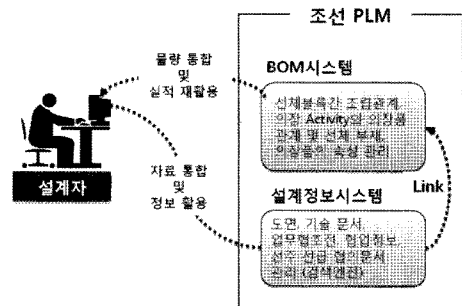 조선 PLM
물량 통합
및
실적 재활용
BOM시스템
선체블록간 조립관계,
의장 Activity와 의장품
관계 및 선체 부재,
의장품의 속성 관리
설계자
자료 통합
및
정보 활용
Link
설계정보시스템
도면, 기술 문서,
업무협조전, 협업정보,
선주 선급 협의문서
관리 (검색엔진)